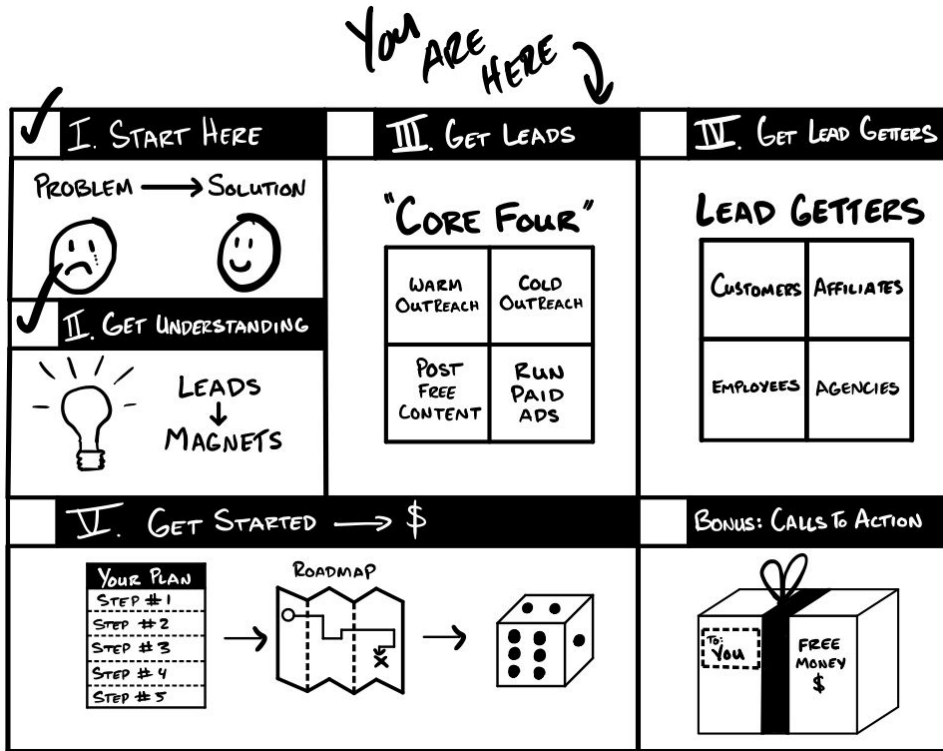 You
Are
Here
I. Start Here
Problem → Solution
II. Get Understanding
Leads
↓
Magnets
III. Get Leads
"Core Four"
Warm
Outreach
Cold
Outreach
Post
Free
Content
Run
Paid
Ads
IV. Get Lead Getters
Lead Getters
Customers
Affiliates
Employees
Agencies
V. Get Started → $
Your Plan
Step #1
Step #2
Step #3
Step #4
Step #5
Roadmap
X
Bonus: Calls To Action
To:
You
Free
Money
$